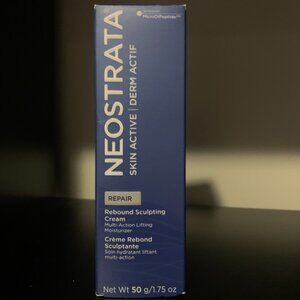 MicroDiPeptide
NEOSTRATA
SKIN ACTIVE | DERM ACTIF
REPAIR
Rebound Sculpting
Cream
Multi-Action Lifting
Moisturizer
Crème Rebond
Sculptante
Soin hydratant liftant
multi-action
Net Wt 50 g/1.75 oz